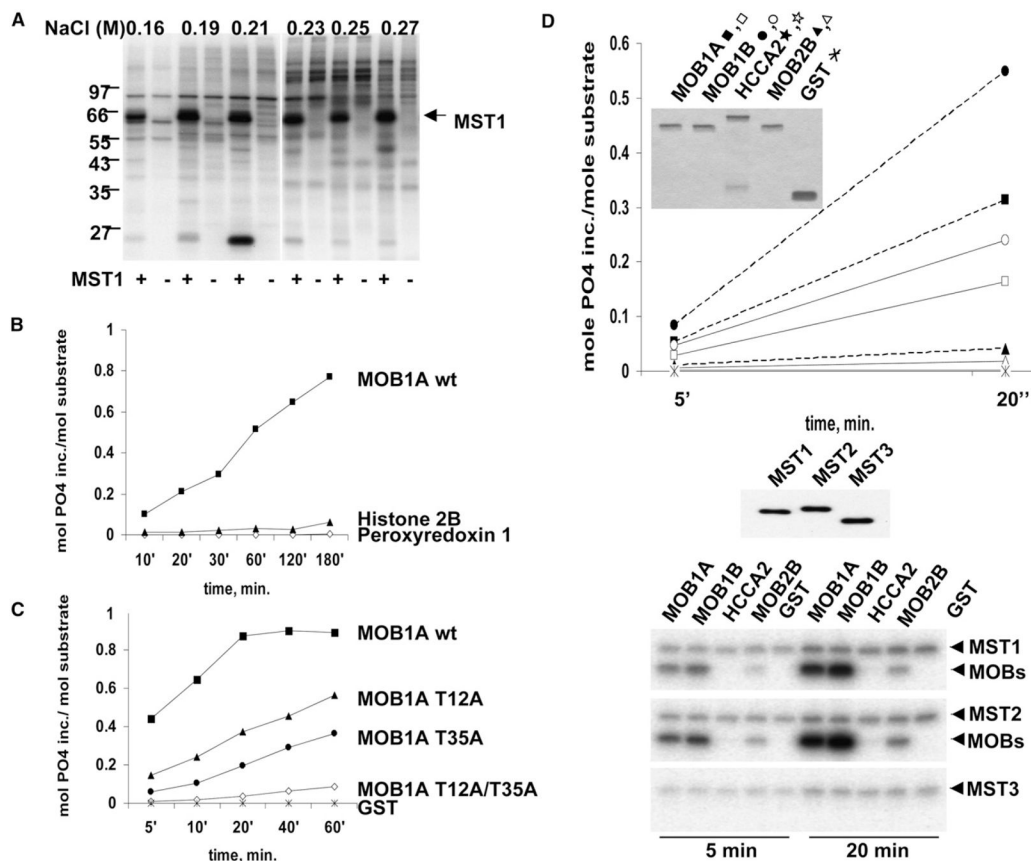 A
NaCl (M) 0.16 0.19 0.21 0.23 0.25 0.27
97
66
55
43
35
27
MST1
MST1 + - + - + - + - + - + -
B
mol PO4 inc./mol substrate
1
0.8
0.6
0.4
0.2
0
MOB1A wt
Histone 2B
Peroxyredoxin 1
10' 20' 30' 60' 120' 180'
time, min.
C
mol PO4 inc./ mol substrate
1
0.8
0.6
0.4
0.2
0
MOB1A wt
MOB1A T12A
MOB1A T35A
MOB1A T12A/T35A
GST
5' 10' 20' 40' 60'
time, min.
D
mole PO4 inc./mole substrate
0.6
0.5
0.4
0.3
0.2
0.1
0
MOB1A ■,□
MOB1B ●,○
HCCA2 ★,☆
MOB2B ▲,△
GST
5' 20''
time, min.
MST1 MST2 MST3
MOB1A MOB1B HCCA2 MOB2B GST MOB1A MOB1B HCCA2 MOB2B GST
MST1
MOBs
MST2
MOBs
MST3
5 min 20 min